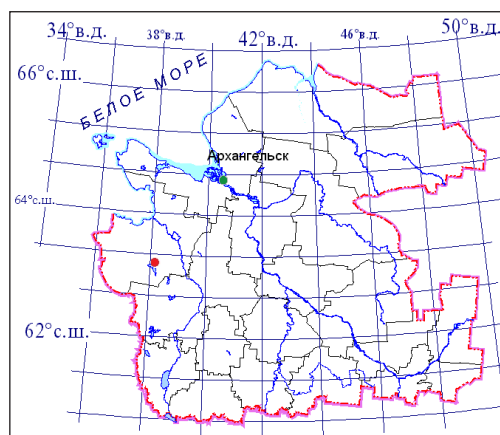 34°в.д.
38°в.д.
42°в.д.
46°в.д.
50°в.д.
66°с.ш.
БЕЛОЕ МОРЕ
Архангельск
64°с.ш.
62°с.ш.